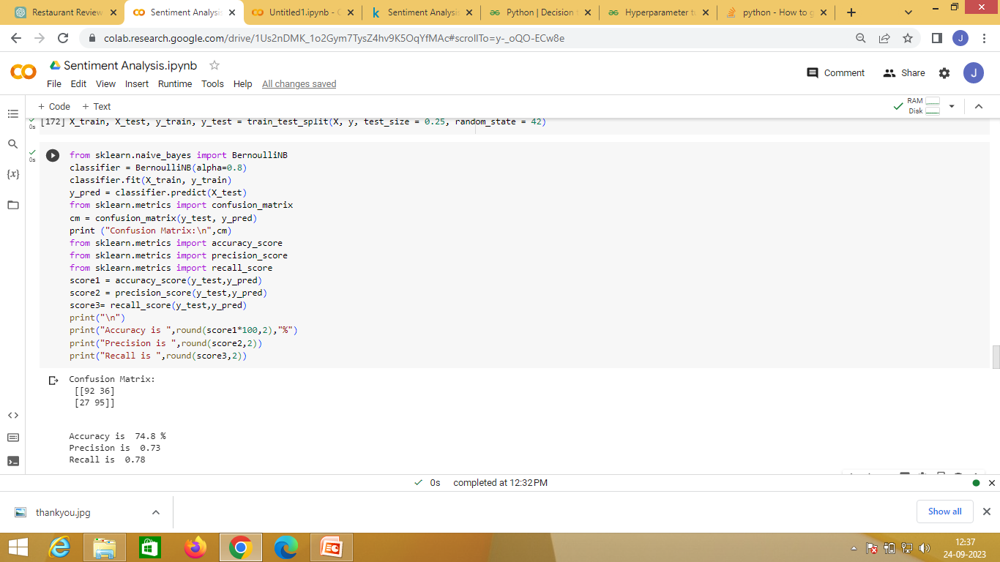 Restaurant Review
Sentiment Analysis
Untitled1.ipynb - C
Sentiment Analysis
Python | Decision t
Hyperparameter tu
python - How to g
colab.research.google.com/drive/1Us2nDMK_1o2Gym7TysZ4hv9K5OqYfMAc#scrollTo=y-_oQO-ECw8e
J
CO
Sentiment Analysis.ipynb
File Edit View Insert Runtime Tools Help All changes saved
Comment
Share
J
+ Code + Text
RAM
Disk
0s
[172] X_train, X_test, y_train, y_test = train_test_split(X, y, test_size = 0.25, random_state = 42)
0s
from sklearn.naive_bayes import BernoulliNB
classifier = BernoulliNB(alpha=0.8)
classifier.fit(X_train, y_train)
y_pred = classifier.predict(X_test)
from sklearn.metrics import confusion_matrix
cm = confusion_matrix(y_test, y_pred)
print ("Confusion Matrix:\n",cm)
from sklearn.metrics import accuracy_score
from sklearn.metrics import precision_score
from sklearn.metrics import recall_score
score1 = accuracy_score(y_test,y_pred)
score2 = precision_score(y_test,y_pred)
score3= recall_score(y_test,y_pred)
print("\n")
print("Accuracy is ",round(score1*100,2),"%")
print("Precision is ",round(score2,2))
print("Recall is ",round(score3,2))
Confusion Matrix:
[[92 36]
[27 95]]
Accuracy is 74.8 %
Precision is 0.73
Recall is 0.78
0s completed at 12:32 PM
thankyou.jpg
Show all
12:37
24-09-2023